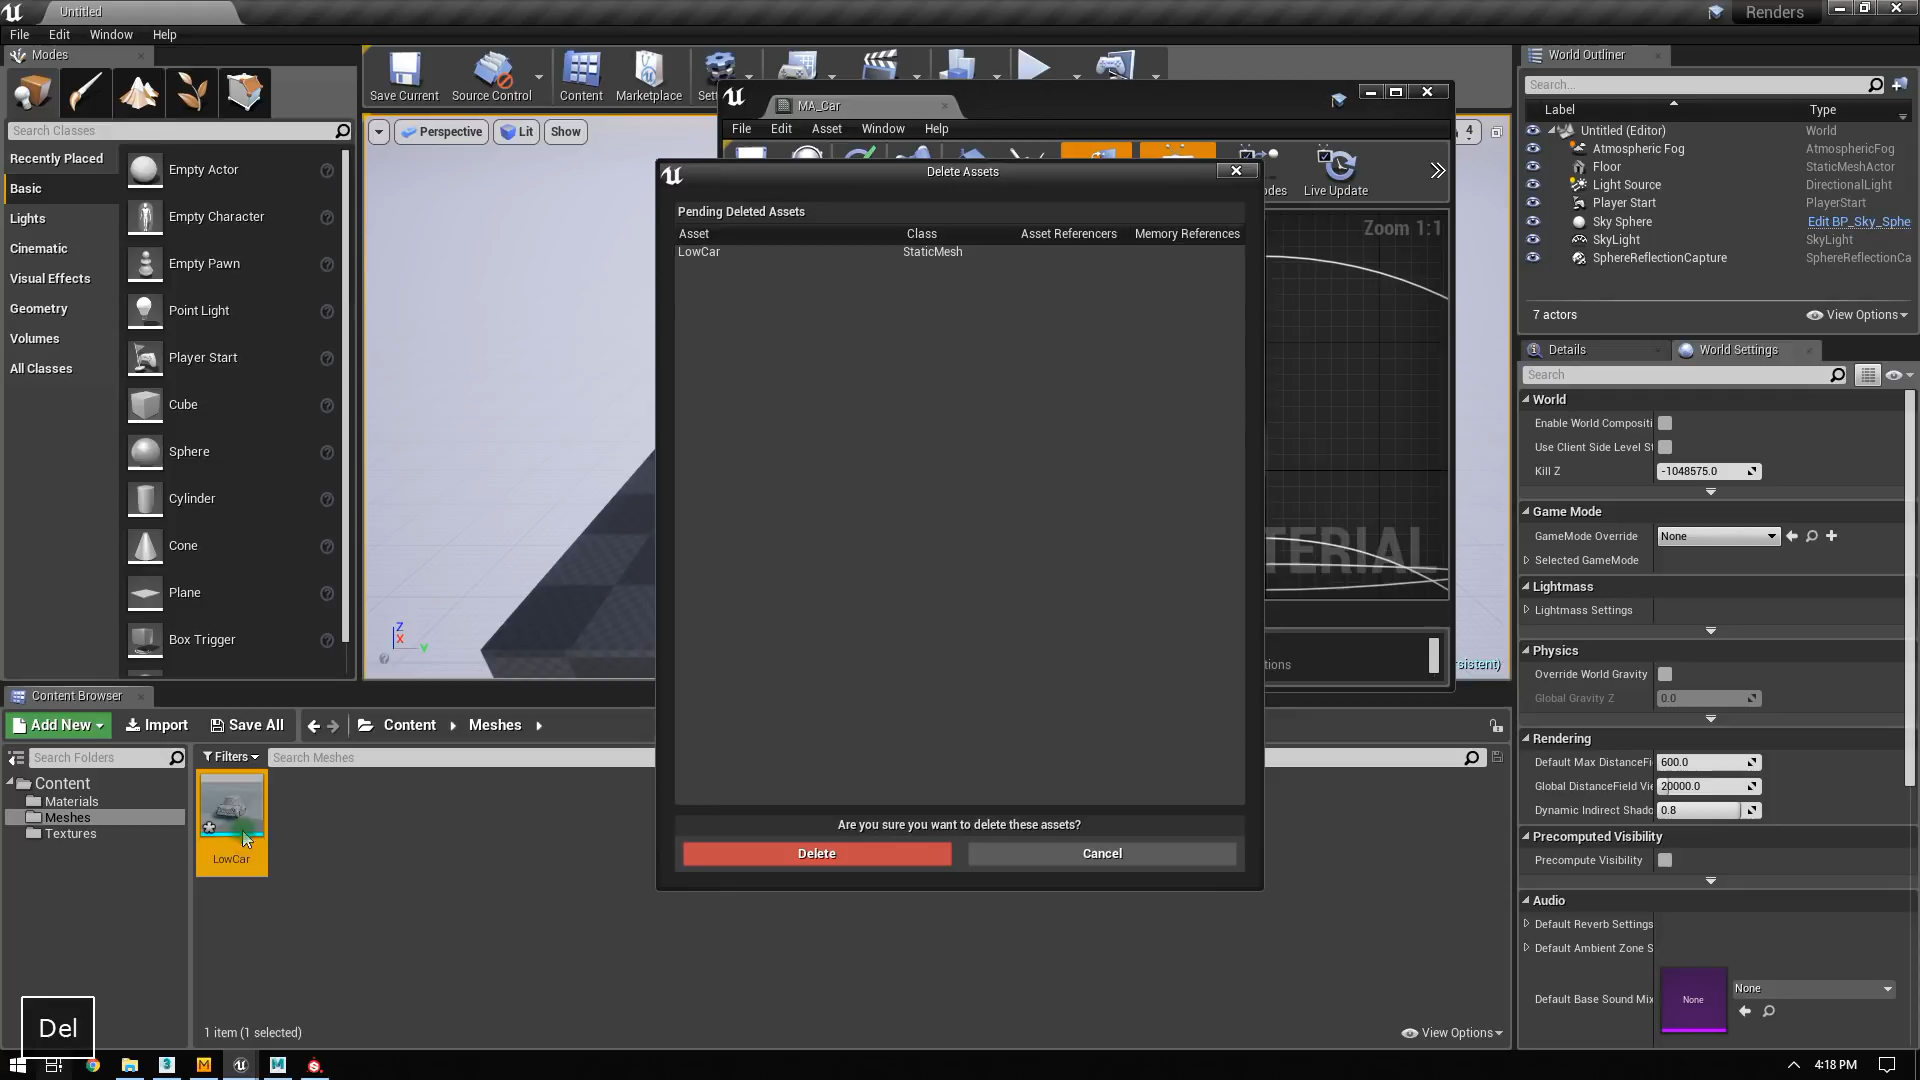 Untitled
Renders
File Edit Window Help
Modes
World Outliner
Search...
Save Current Source Control Content Marketplace
MA_Car
Label Type
Search Classes
Perspective Lit Show
File Edit Asset Window Help
4
Untitled (Editor) World
Recently Placed
Atmospheric Fog AtmosphericFog
Empty Actor
Delete Assets
Floor StaticMeshActor
Basic
Live Update
Light Source DirectionalLight
Player Start PlayerStart
Lights
Empty Character
Pending Deleted Assets
Sky Sphere Edit BP_Sky_Sphe
Zoom 1:1
Asset Class Asset Referencers Memory References
SkyLight SkyLight
Cinematic
LowCar StaticMesh
SphereReflectionCapture SphereReflectionCa
Empty Pawn
Visual Effects
Geometry
Point Light
7 actors View Options
Volumes
Details World Settings
Player Start
All Classes
Search
World
Cube
Enable World Compositi
Use Client Side Level S
Sphere
Kill Z -1048575.0
Cylinder
Game Mode
GameMode Override None
Cone
TERIAL
Selected GameMode
Lightmass
Plane
Lightmass Settings
Z
X
Y
Box Trigger
Physics
tions
sistent)
Override World Gravity
Content Browser
Global Gravity Z 0.0
Add New Import Save All Content Meshes
Rendering
Search Folders Filters Search Meshes
Default Max DistanceFi 600.0
Content
Global DistanceField Vie 20000.0
Materials
Dynamic Indirect Shado 0.8
Meshes
Are you sure you want to delete these assets?
Textures
Precomputed Visibility
Delete Cancel
LowCar
Precompute Visibility
Audio
Default Reverb Settings
Default Ambient Zone S
Default Base Sound Mix None None
Del
1 item (1 selected) View Options
4:18 PM